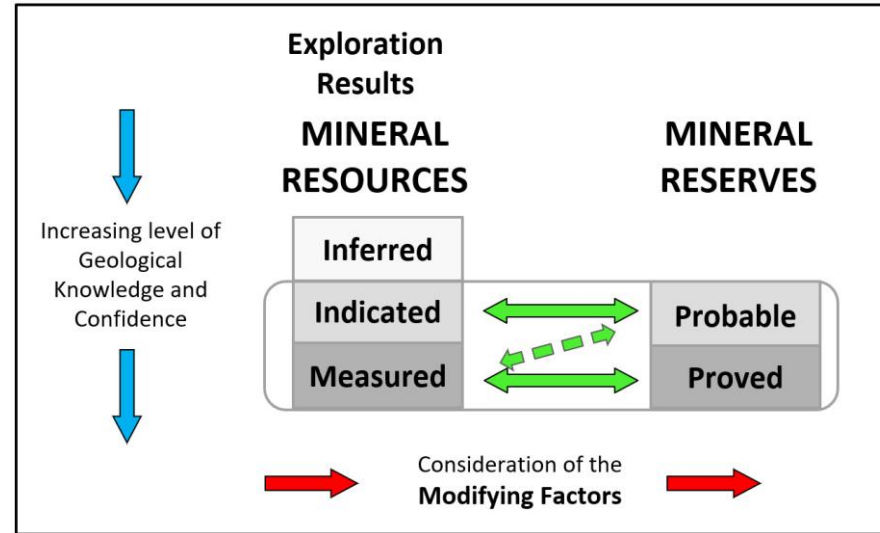 Exploration
Results
MINERAL
RESOURCES
MINERAL
RESERVES
Increasing level of
Geological
Knowledge and
Confidence
Inferred
Indicated
Measured
Probable
Proved
Consideration of the
Modifying Factors